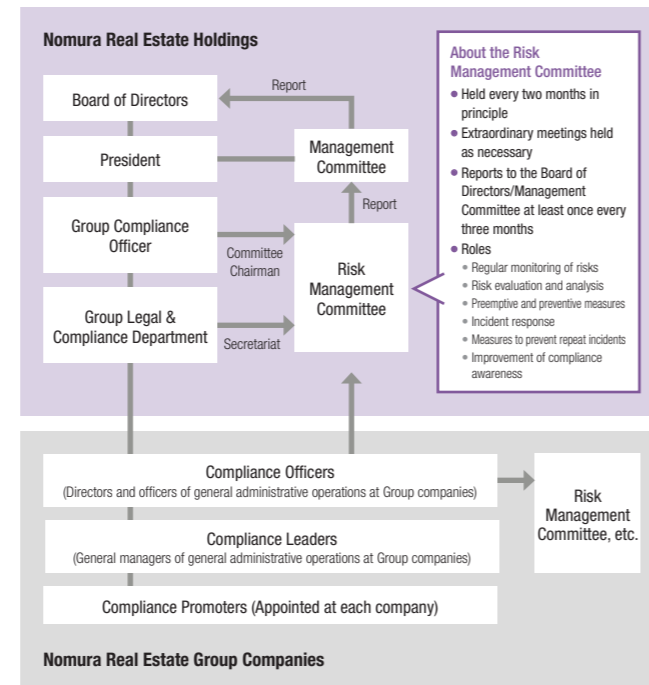 Nomura Real Estate Holdings
Board of Directors
Report
President
Management
Committee
Report
Group Compliance
Officer
Committee
Chairman
Risk
Management
Committee
Group Legal &
Compliance Department
Secretariat
About the Risk
Management Committee
● Held every two months in
principle
● Extraordinary meetings held
as necessary
● Reports to the Board of
Directors/Management
Committee at least once every
three months
● Roles
● Regular monitoring of risks
● Risk evaluation and analysis
● Preemptive and preventive measures
● Incident response
● Measures to prevent repeat incidents
● Improvement of compliance
awareness
Compliance Officers
(Directors and officers of general administrative operations at Group companies)
Risk
Management
Committee, etc.
Compliance Leaders
(General managers of general administrative operations at Group companies)
Compliance Promoters (Appointed at each company)
Nomura Real Estate Group Companies